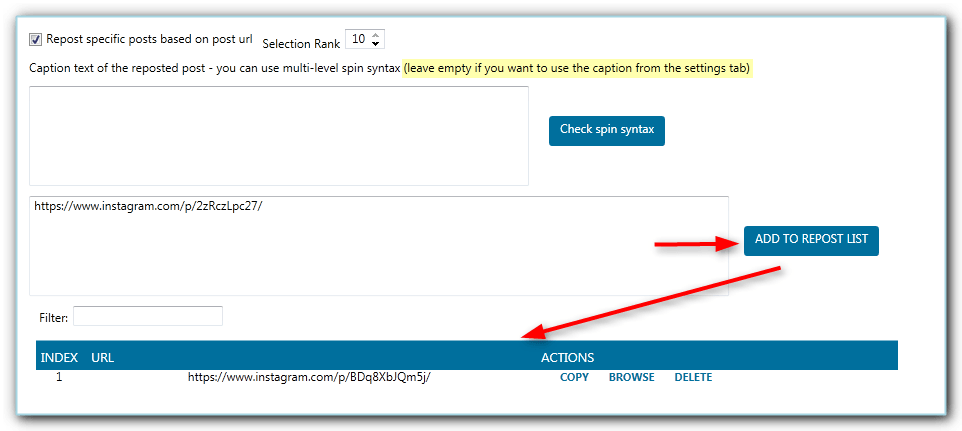 Repost specific posts based on post url Selection Rank 10
Caption text of the reposted post - you can use multi-level spin syntax (leave empty if you want to use the caption from the settings tab)
Check spin syntax
https://www.instagram.com/p/2zRczLpc27/
ADD TO REPOST LIST
Filter:
INDEX URL ACTIONS
1 https://www.instagram.com/p/BDq8XbJQm5j/ COPY BROWSE DELETE